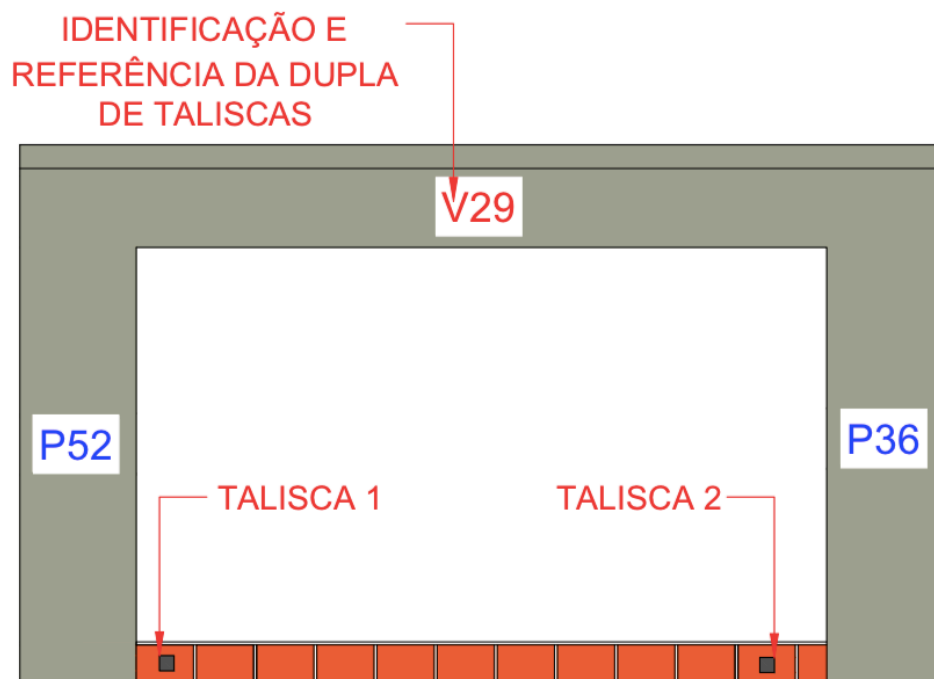 IDENTIFICAÇÃO E
REFERÊNCIA DA DUPLA
DE TALISCAS
V29
P52
P36
TALISCA 1
TALISCA 2